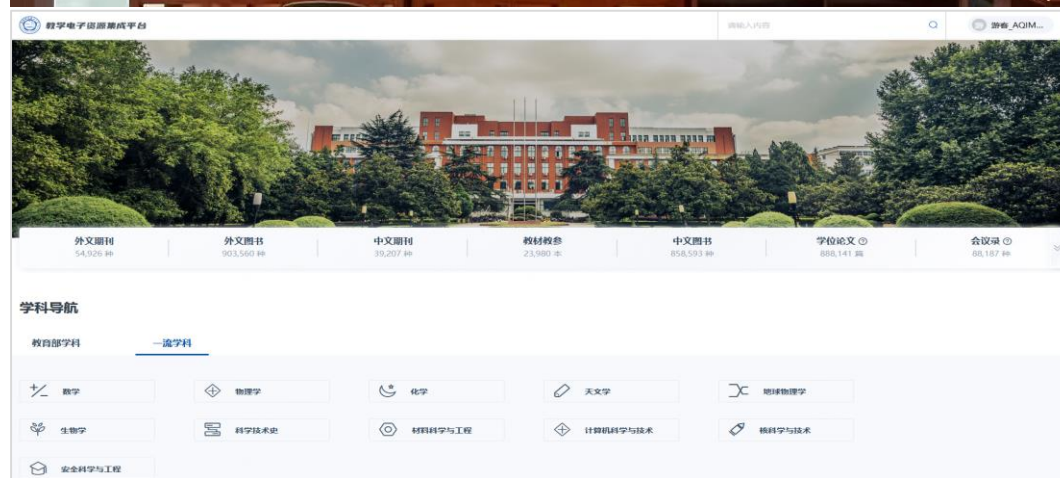 教学电子资源集成平台
请输入内容
游客_AQIM...
外文期刊 外文图书 中文期刊 教材教参 中文图书 学位论文 会议录
54,926 种 903,560 种 39,207 种 23,980 本 858,593 种 888,141 篇 88,187 种
学科导航
教育部学科 一流学科
数学 物理学 化学 天文学 地球物理学
生物学 科学技术史 材料科学与工程 计算机科学与技术 核科学与技术
安全科学与工程